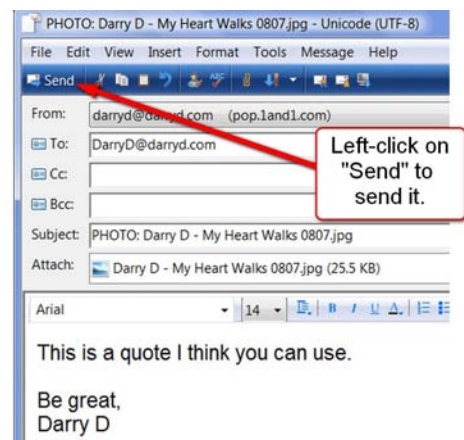 PHOTO: Darry D - My Heart Walks 0807.jpg - Unicode (UTF-8)
File Edit View Insert Format Tools Message Help
Send
From: darryd@darryd.com (pop.1and1.com)
To: DarryD@darryd.com
Cc:
Bcc:
Left-click on
"Send" to
send it.
Subject: PHOTO: Darry D - My Heart Walks 0807.jpg
Attach: Darry D - My Heart Walks 0807.jpg (25.5 KB)
Arial 14 B I U A
This is a quote I think you can use.
Be great,
Darry D